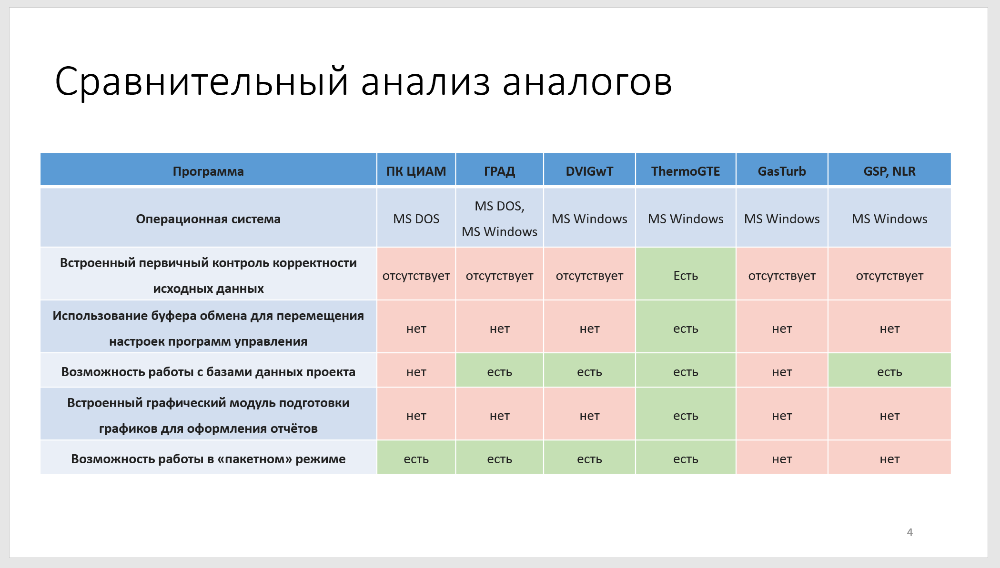 Сравнительный анализ аналогов
Программа ПК ЦИАМ ГРАД DVIGwT ThermoGTE GasTurb GSP, NLR
Операционная система MS DOS MS DOS, MS Windows MS Windows MS Windows MS Windows MS Windows
Встроенный первичный контроль корректности
исходных данных
отсутствует отсутствует отсутствует Есть отсутствует отсутствует
Использование буфера обмена для перемещения
настроек программ управления
нет нет нет есть нет нет
Возможность работы с базами данных проекта нет есть есть есть нет есть
Встроенный графический модуль подготовки
графиков для оформления отчётов
нет нет нет есть нет нет
Возможность работы в «пакетном» режиме есть есть есть есть нет нет
4